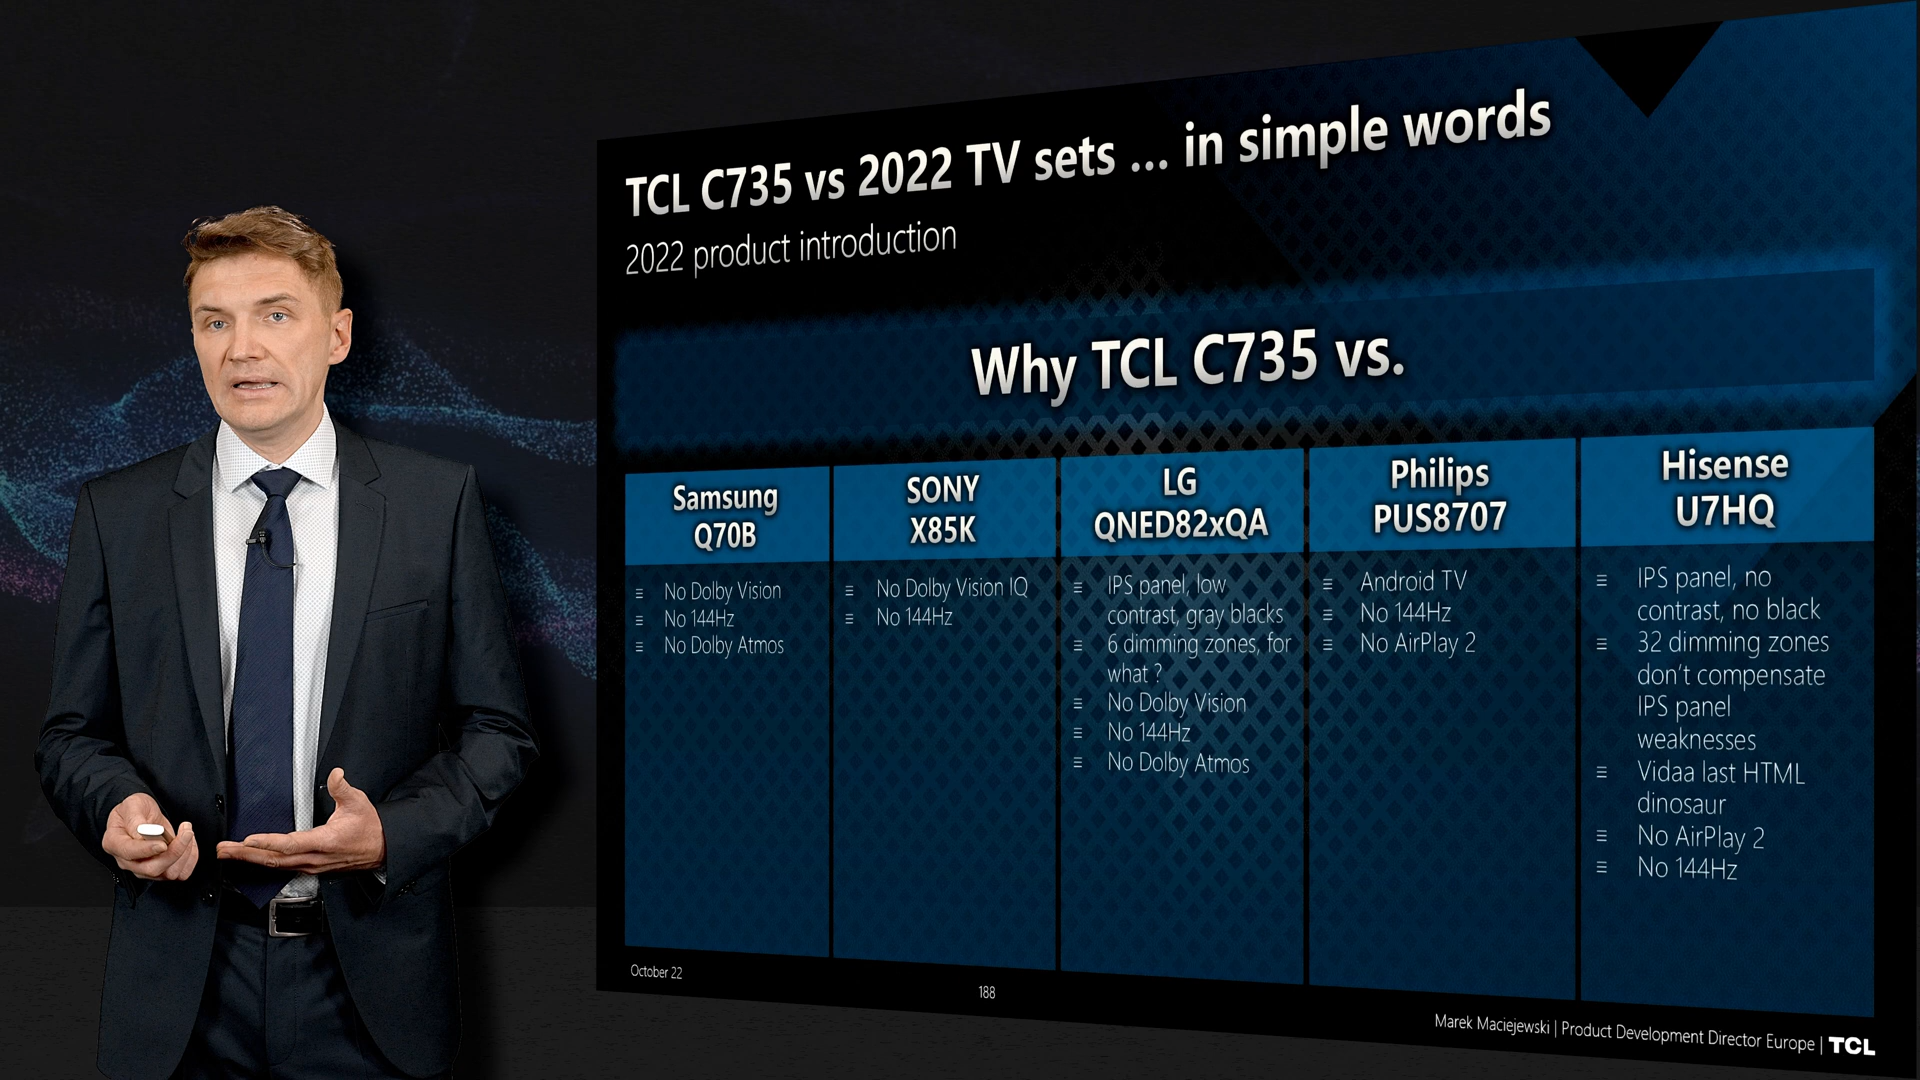 TCL C735 vs 2022 TV sets ... in simple words
2022 product introduction
Why TCL C735 vs.
Samsung
Q70B
≡ No Dolby Vision
≡ No 144Hz
≡ No Dolby Atmos
SONY
X85K
≡ No Dolby Vision IQ
≡ No 144Hz
LG
QNED82xQA
≡ IPS panel, low
contrast, gray blacks
≡ 6 dimming zones, for
what ?
≡ No Dolby Vision
≡ No 144Hz
≡ No Dolby Atmos
Philips
PUS8707
≡ Android TV
≡ No 144Hz
≡ No AirPlay 2
Hisense
U7HQ
≡ IPS panel, no
contrast, no black
≡ 32 dimming zones
don't compensate
IPS panel
weaknesses
≡ Vidaa last HTML
dinosaur
≡ No AirPlay 2
≡ No 144Hz
October 22
188
Marek Maciejewski | Product Development Director Europe | TCL